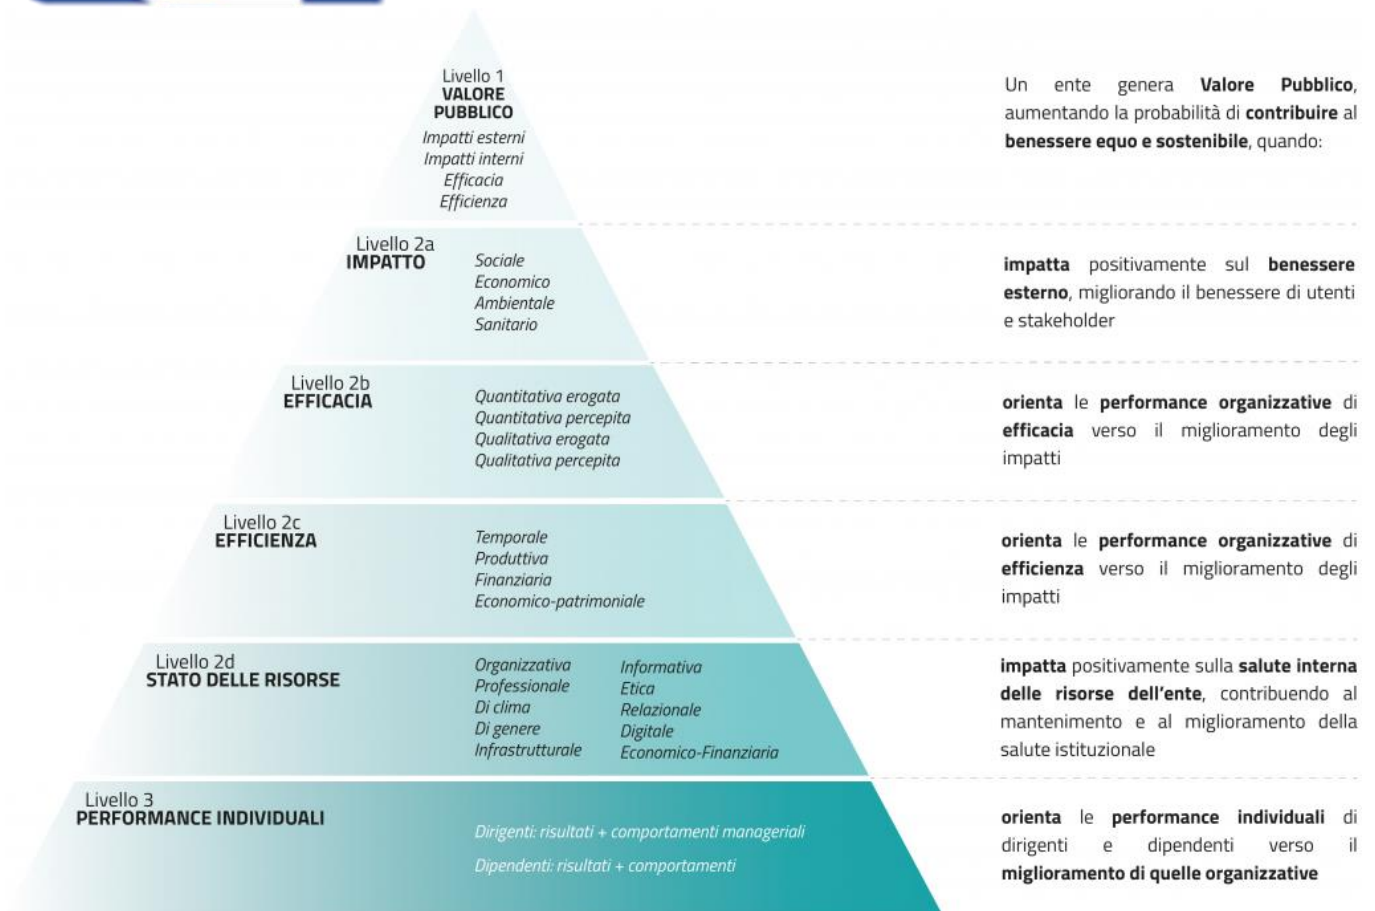 Livello 1
VALORE
PUBBLICO
Impatti esterni
Impatti interni
Efficacia
Efficienza
Un ente genera Valore Pubblico,
aumentando la probabilità di contribuire al
benessere equo e sostenibile, quando:
Livello 2a
IMPATTO
Sociale
Economico
Ambientale
Sanitario
impatta positivamente sul benessere
esterno, migliorando il benessere di utenti
e stakeholder
Livello 2b
EFFICACIA
Quantitativa erogata
Quantitativa percepita
Qualitativa erogata
Qualitativa percepita
orienta le performance organizzative di
efficacia verso il miglioramento degli
impatti
Livello 2c
EFFICIENZA
Temporale
Produttiva
Finanziaria
Economico-patrimoniale
orienta le performance organizzative di
efficienza verso il miglioramento degli
impatti
Livello 2d
STATO DELLE RISORSE
Organizzativa
Professionale
Di clima
Di genere
Infrastrutturale
Informativa
Etica
Relazionale
Digitale
Economico-Finanziaria
impatta positivamente sulla salute interna
delle risorse dell'ente, contribuendo al
mantenimento e al miglioramento della
salute istituzionale
Livello 3
PERFORMANCE INDIVIDUALI
Dirigenti: risultati + comportamenti manageriali
Dipendenti: risultati + comportamenti
orienta le performance individuali di
dirigenti e dipendenti verso il
miglioramento di quelle organizzative